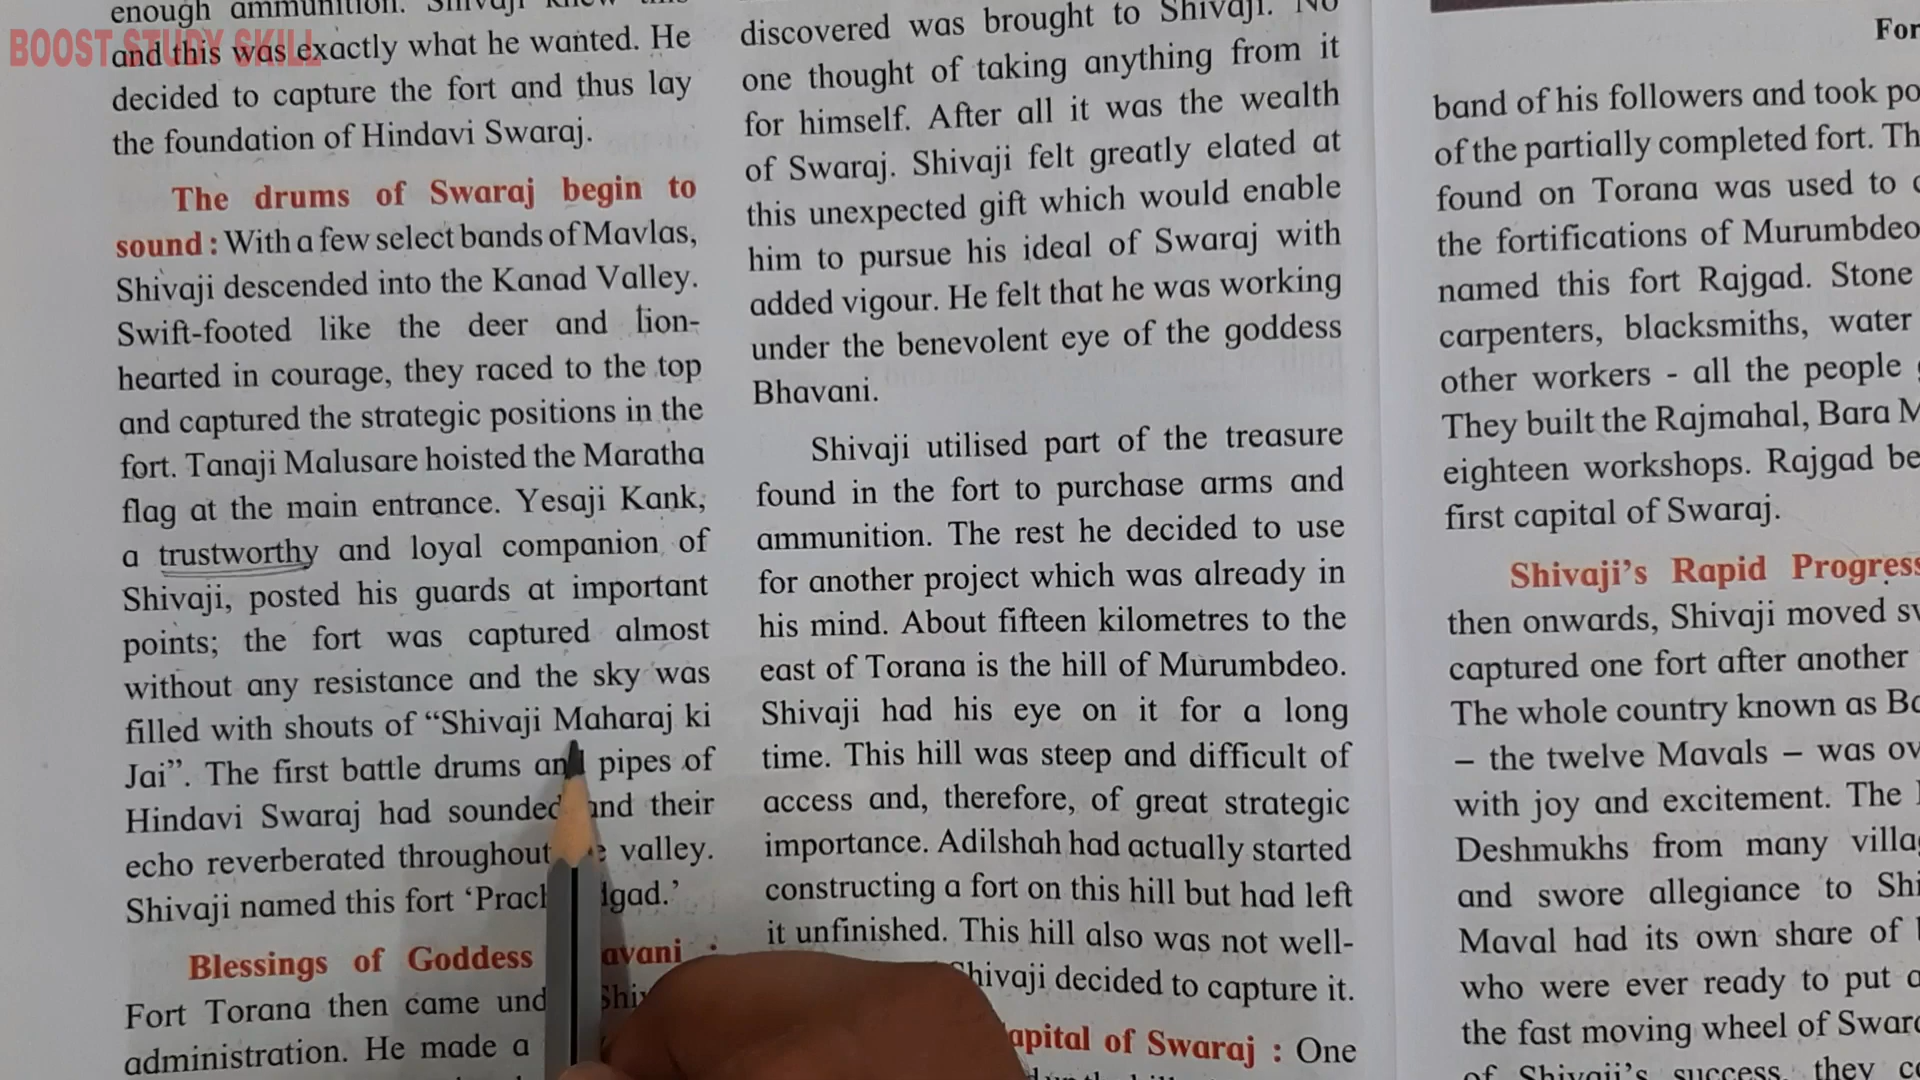 BOOST STUDY SKILL
enough ammunition. Shivaji knew this
and this was exactly what he wanted. He
decided to capture the fort and thus lay
the foundation of Hindavi Swaraj.
The drums of Swaraj begin to
sound : With a few select bands of Mavlas,
Shivaji descended into the Kanad Valley.
Swift-footed like the deer and lion-
hearted in courage, they raced to the top
and captured the strategic positions in the
fort. Tanaji Malusare hoisted the Maratha
flag at the main entrance. Yesaji Kank,
a trustworthy and loyal companion of
Shivaji, posted his guards at important
points; the fort was captured almost
without any resistance and the sky was
filled with shouts of “Shivaji Maharaj ki
Jai”. The first battle drums and pipes of
Hindavi Swaraj had sounded and their
echo reverberated throughout valley.
Shivaji named this fort
Blessings of Goddess
Fort Torana then came
administration. He made a
discovered was brought to Shivaji. No
one thought of taking anything from it
for himself. After all it was the wealth
of Swaraj. Shivaji felt greatly elated at
this unexpected gift which would enable
him to pursue his ideal of Swaraj with
added vigour. He felt that he was working
under the benevolent eye of the goddess
Bhavani.
Shivaji utilised part of the treasure
found in the fort to purchase arms and
ammunition. The rest he decided to use
for another project which was already in
his mind. About fifteen kilometres to the
east of Torana is the hill of Murumbdeo.
Shivaji had his eye on it for a long
time. This hill was steep and difficult of
access and, therefore, of great strategic
importance. Adilshah had actually started
constructing a fort on this hill but had left
it unfinished. This hill also was not well-
Shivaji decided to capture it.
Capital of Swaraj : One
band of his followers and took
of the partially completed fort.
found on Torana was used to
the fortifications of Murumbdeo
named this fort Rajgad. Stone
carpenters, blacksmiths, water
other workers - all the people
They built the Rajmahal, Bara
eighteen workshops. Rajgad
first capital of Swaraj.
Shivaji’s Rapid Progress
then onwards, Shivaji moved
captured one fort after another
The whole country known as
– the twelve Mavals – was
with joy and excitement. The
Deshmukhs from many
and swore allegiance to
Maval had its own share of
who were ever ready to put
the fast moving wheel of
of Shivaji’s success, they